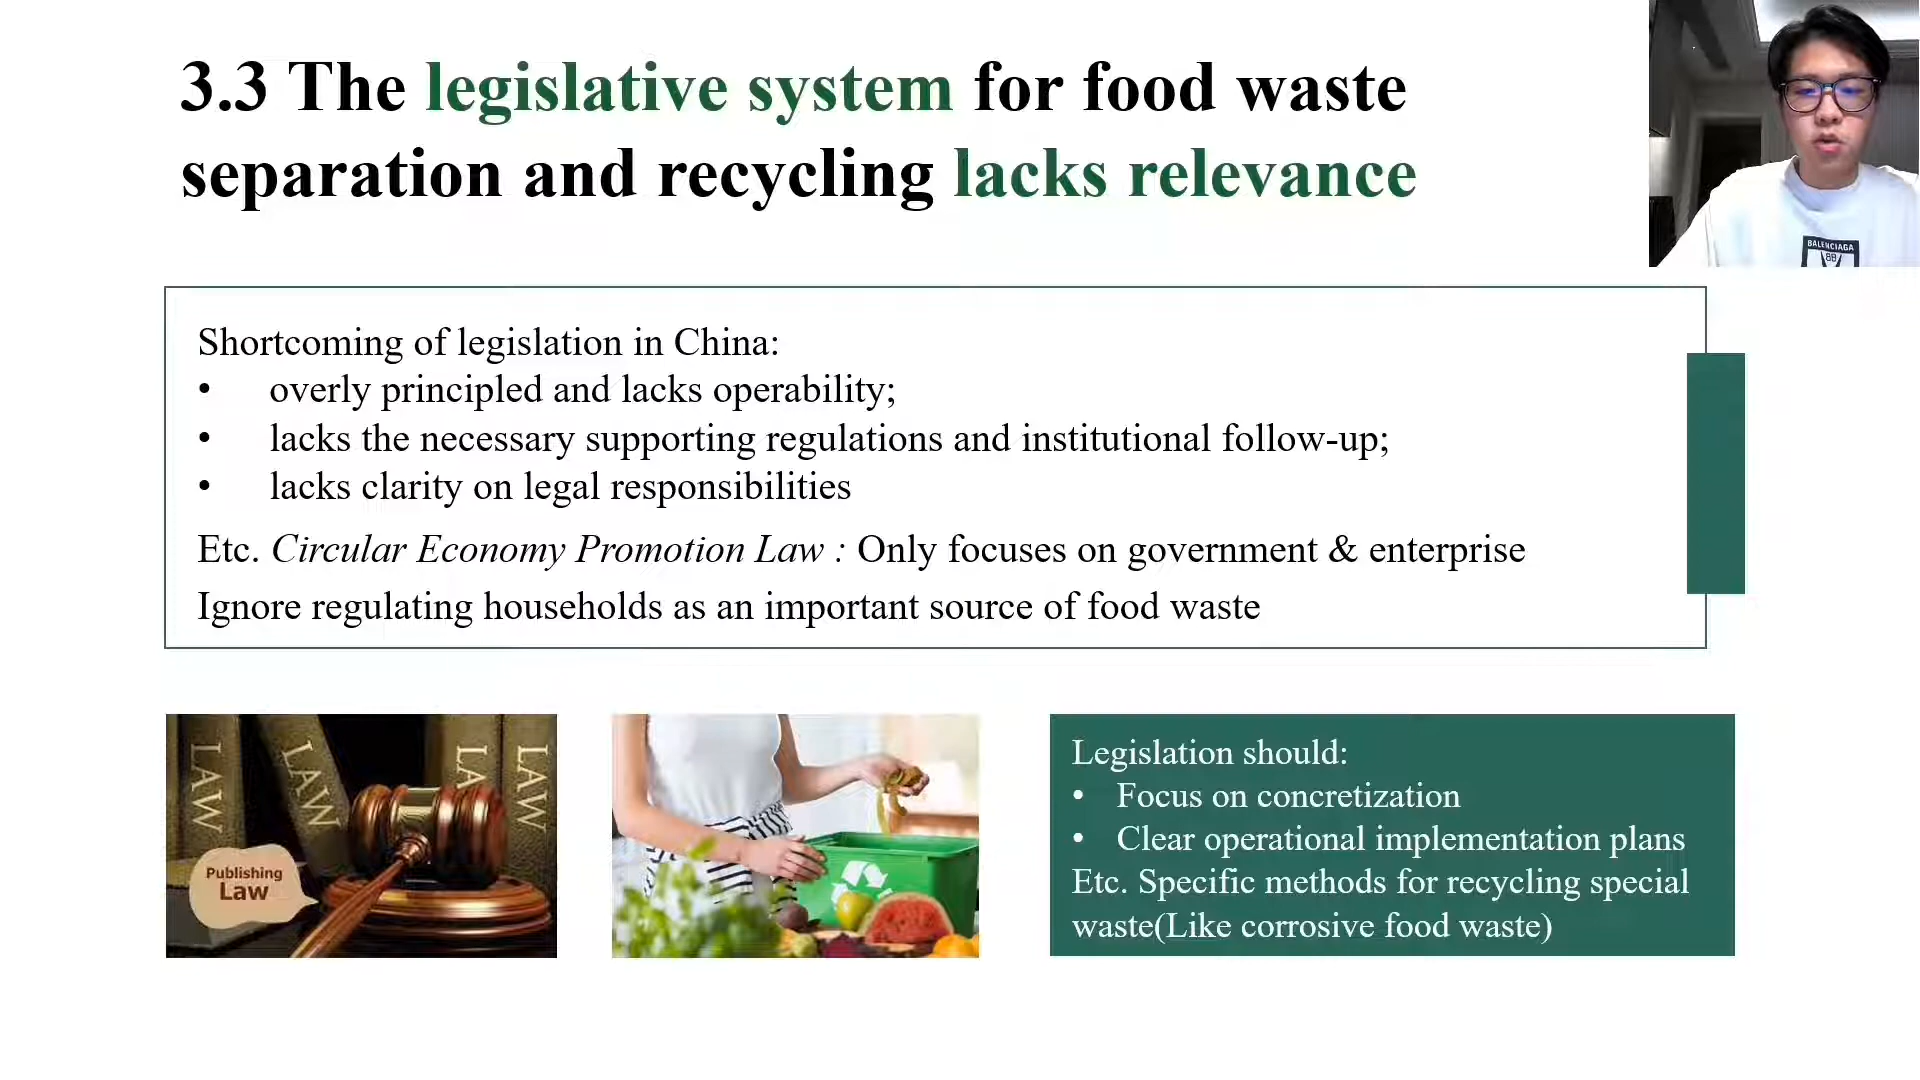 3.3 The legislative system for food waste
separation and recycling lacks relevance
BALENCIAGA
BB
Shortcoming of legislation in China:
• overly principled and lacks operability;
• lacks the necessary supporting regulations and institutional follow-up;
• lacks clarity on legal responsibilities
Etc. Circular Economy Promotion Law : Only focuses on government & enterprise
Ignore regulating households as an important source of food waste
LAW
LAW
LAW
LAW
Publishing
Law
Legislation should:
• Focus on concretization
• Clear operational implementation plans
Etc. Specific methods for recycling special
waste(Like corrosive food waste)